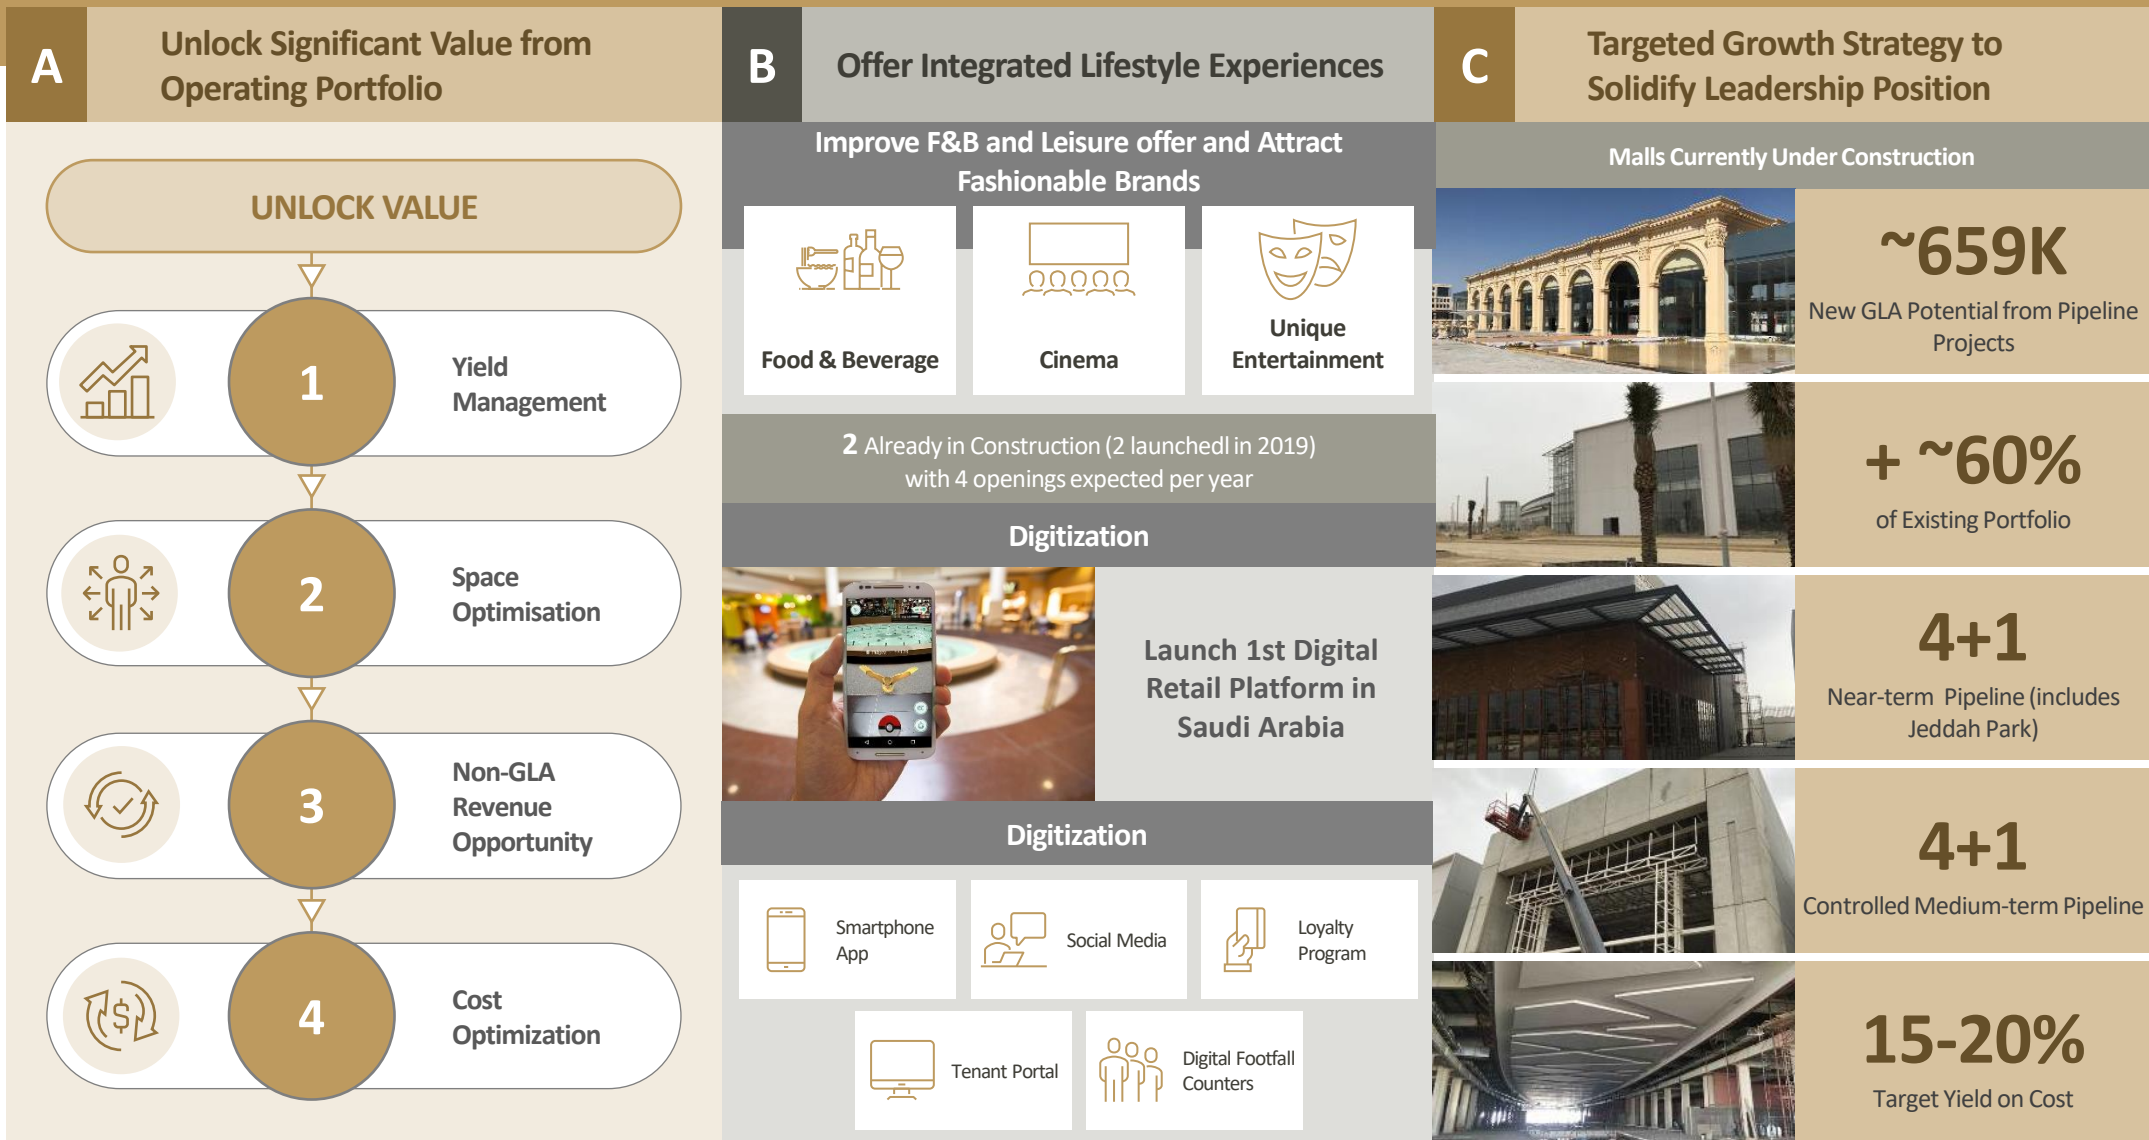 A
Unlock Significant Value from
Operating Portfolio
UNLOCK VALUE
1
Yield
Management
2
Space
Optimisation
3
Non-GLA
Revenue
Opportunity
4
Cost
Optimization
B
Offer Integrated Lifestyle Experiences
Improve F&B and Leisure offer and Attract
Fashionable Brands
Food & Beverage
Cinema
Unique
Entertainment
2 Already in Construction (2 launchedl in 2019)
with 4 openings expected per year
Digitization
Launch 1st Digital
Retail Platform in
Saudi Arabia
Digitization
Smartphone
App
Social Media
Loyalty
Program
Tenant Portal
Digital Footfall
Counters
C
Targeted Growth Strategy to
Solidify Leadership Position
Malls Currently Under Construction
~659K
New GLA Potential from Pipeline
Projects
+ ~60%
of Existing Portfolio
4+1
Near-term Pipeline (includes
Jeddah Park)
4+1
Controlled Medium-term Pipeline
15-20%
Target Yield on Cost